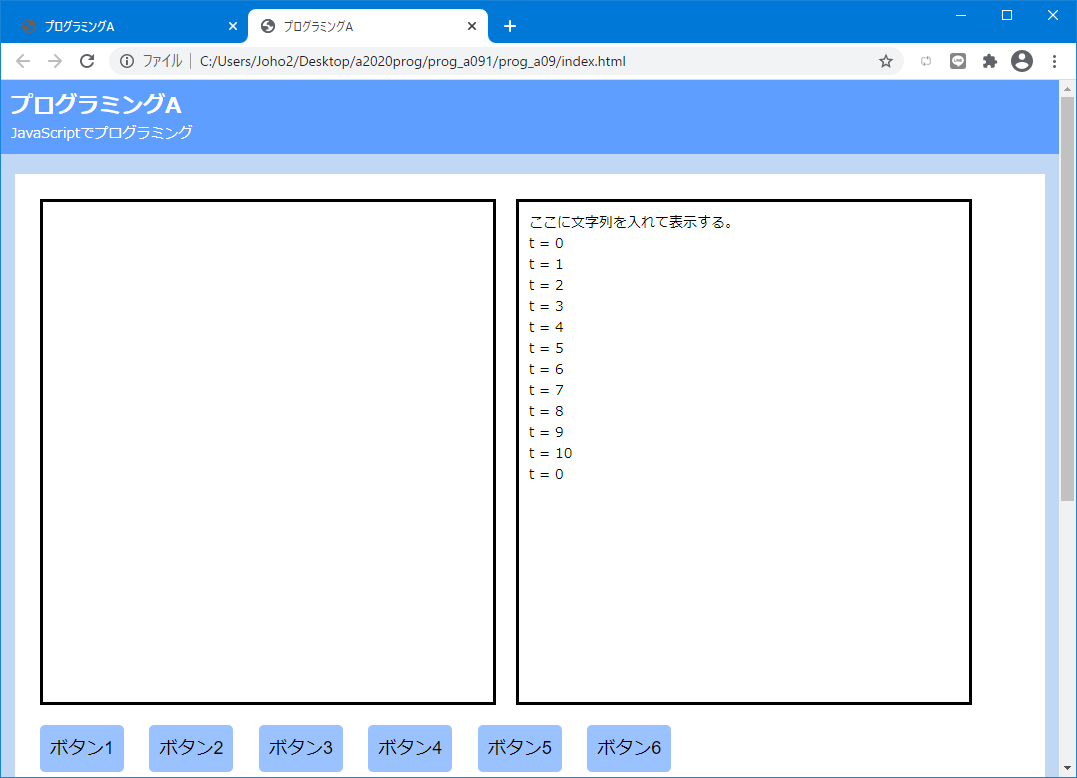 プログラミングA
プログラミングA
ファイル C:/Users/Joho2/Desktop/a2020prog/prog_a091/prog_a09/index.html
プログラミングA
JavaScriptでプログラミング
ここに文字列を入れて表示する。
t = 0
t = 1
t = 2
t = 3
t = 4
t = 5
t = 6
t = 7
t = 8
t = 9
t = 10
t = 0
ボタン1 ボタン2 ボタン3 ボタン4 ボタン5 ボタン6